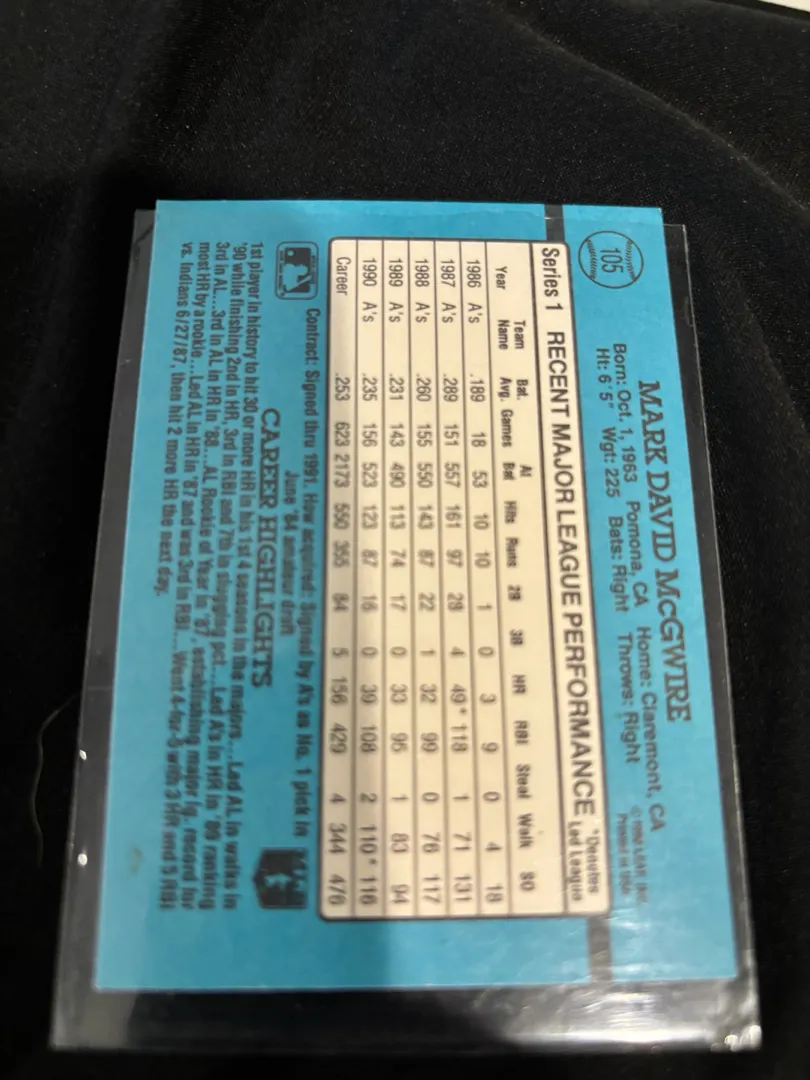 105
MARK DAVID McGWIRE
Born: Oct. 1, 1963 Pomona, CA Home: Claremont, CA
Ht: 6' 5" Wgt: 225 Bats: Right Throws: Right
© 1990 LEAF, INC.
Printed in USA
Series 1 RECENT MAJOR LEAGUE PERFORMANCE *Denotes Led League
Year Team Name Bat. Avg. Games At Bat Hits Runs 2B 3B HR RBI Steal Walk SO
1986 A's .189 18 53 10 10 1 0 3 9 0 4 18
1987 A's .289 151 557 161 97 28 4 49* 118 1 71 131
1988 A's .260 155 550 143 87 22 1 32 99 0 76 117
1989 A's .231 143 490 113 74 17 0 33 95 1 83 94
1990 A's .235 156 523 123 87 16 0 39 108 2 110* 116
Career .253 623 2173 550 355 84 5 156 429 4 344 476
Contract: Signed thru 1991. How acquired: Signed by A's as No. 1 pick in
June '84 amateur draft
CAREER HIGHLIGHTS
1st player in history to hit 30 or more HR in his 1st 4 seasons in the majors...Led AL in walks in
'90 while finishing 2nd in HR, 3rd in RBI and 7th in slugging pct...Led A's in HR in '89 ranking
3rd in AL...3rd in AL in HR in '88...AL Rookie of Year in '87, establishing major lg. record for
most HR by a rookie...Led AL in HR in '87 and was 3rd in RBI...Went 4-for-5 with 3 HR and 5 RBI
vs. Indians 6/27/87, then hit 2 more HR the next day.